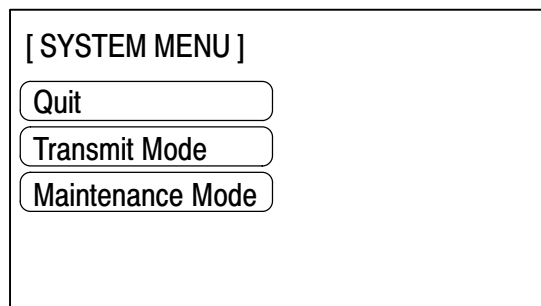 [ SYSTEM MENU ]
Quit
Transmit Mode
Maintenance Mode